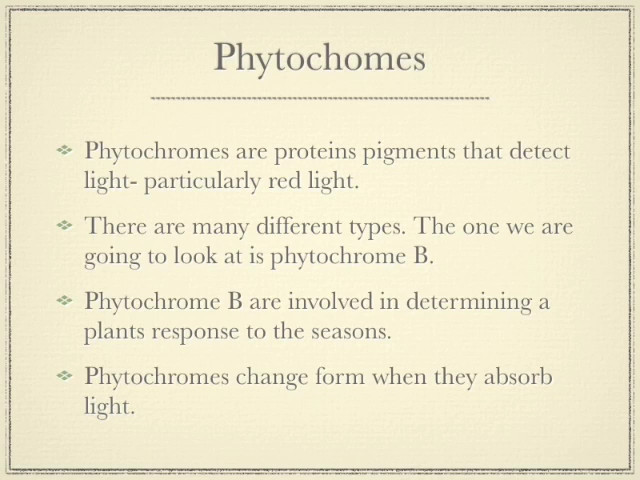 Phytochomes
Phytochromes are proteins pigments that detect
light- particularly red light.
There are many different types. The one we are
going to look at is phytochrome B.
Phytochrome B are involved in determining a
plants response to the seasons.
Phytochromes change form when they absorb
light.